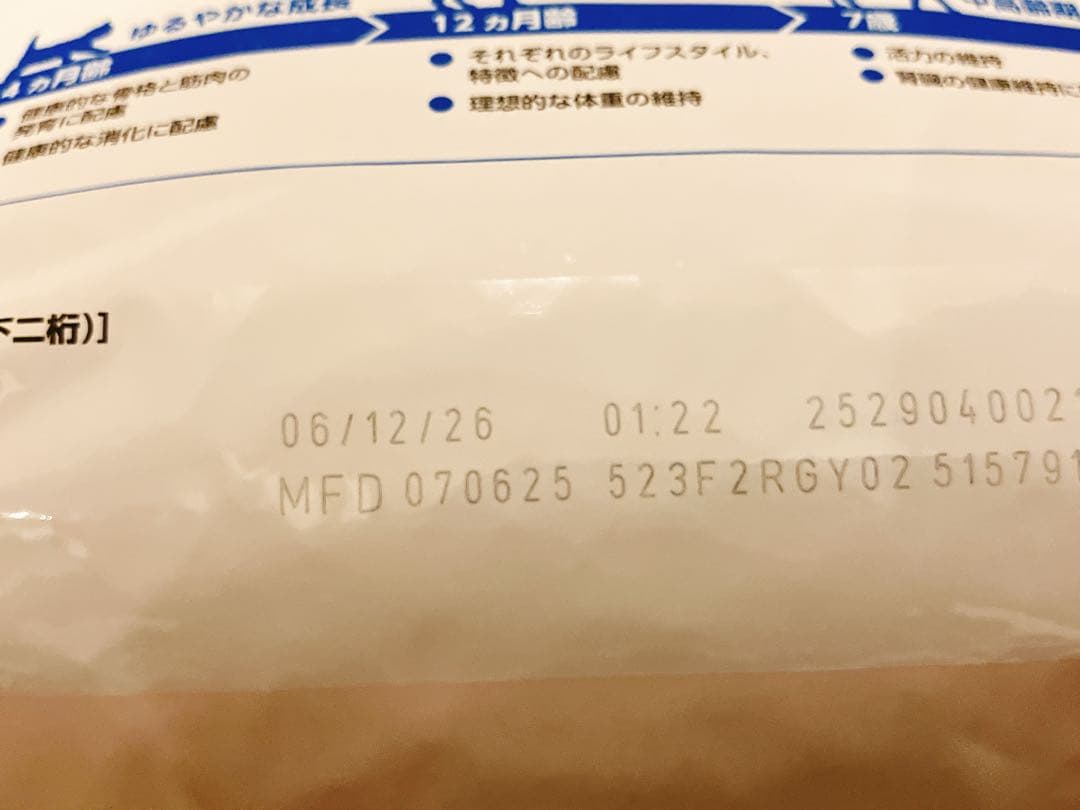 ゆるやかな成長
4ヵ月齢
健康的な骨格と筋肉の
発育に配慮
健康的な消化に配慮
12ヵ月齢
それぞれのライフスタイル、
特徴への配慮
理想的な体重の維持
中高齢期
7歳
活力の維持
腎臓の健康維持に
下二桁)]
06/12/26 01:22 252904002
MFD 070625 523F2RGY02 515791